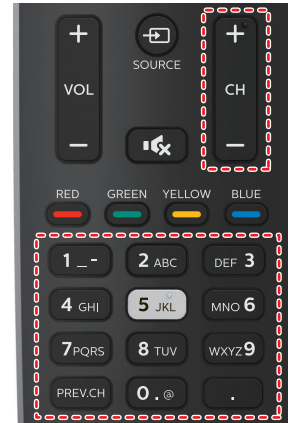 + +
SOURCE
VOL CH
– –
RED GREEN YELLOW BLUE
1 _- 2 ABC DEF 3
4 GHI 5 JKL MNO 6
7PQRS 8 TUV WXYZ9
PREV.CH 0.@ .